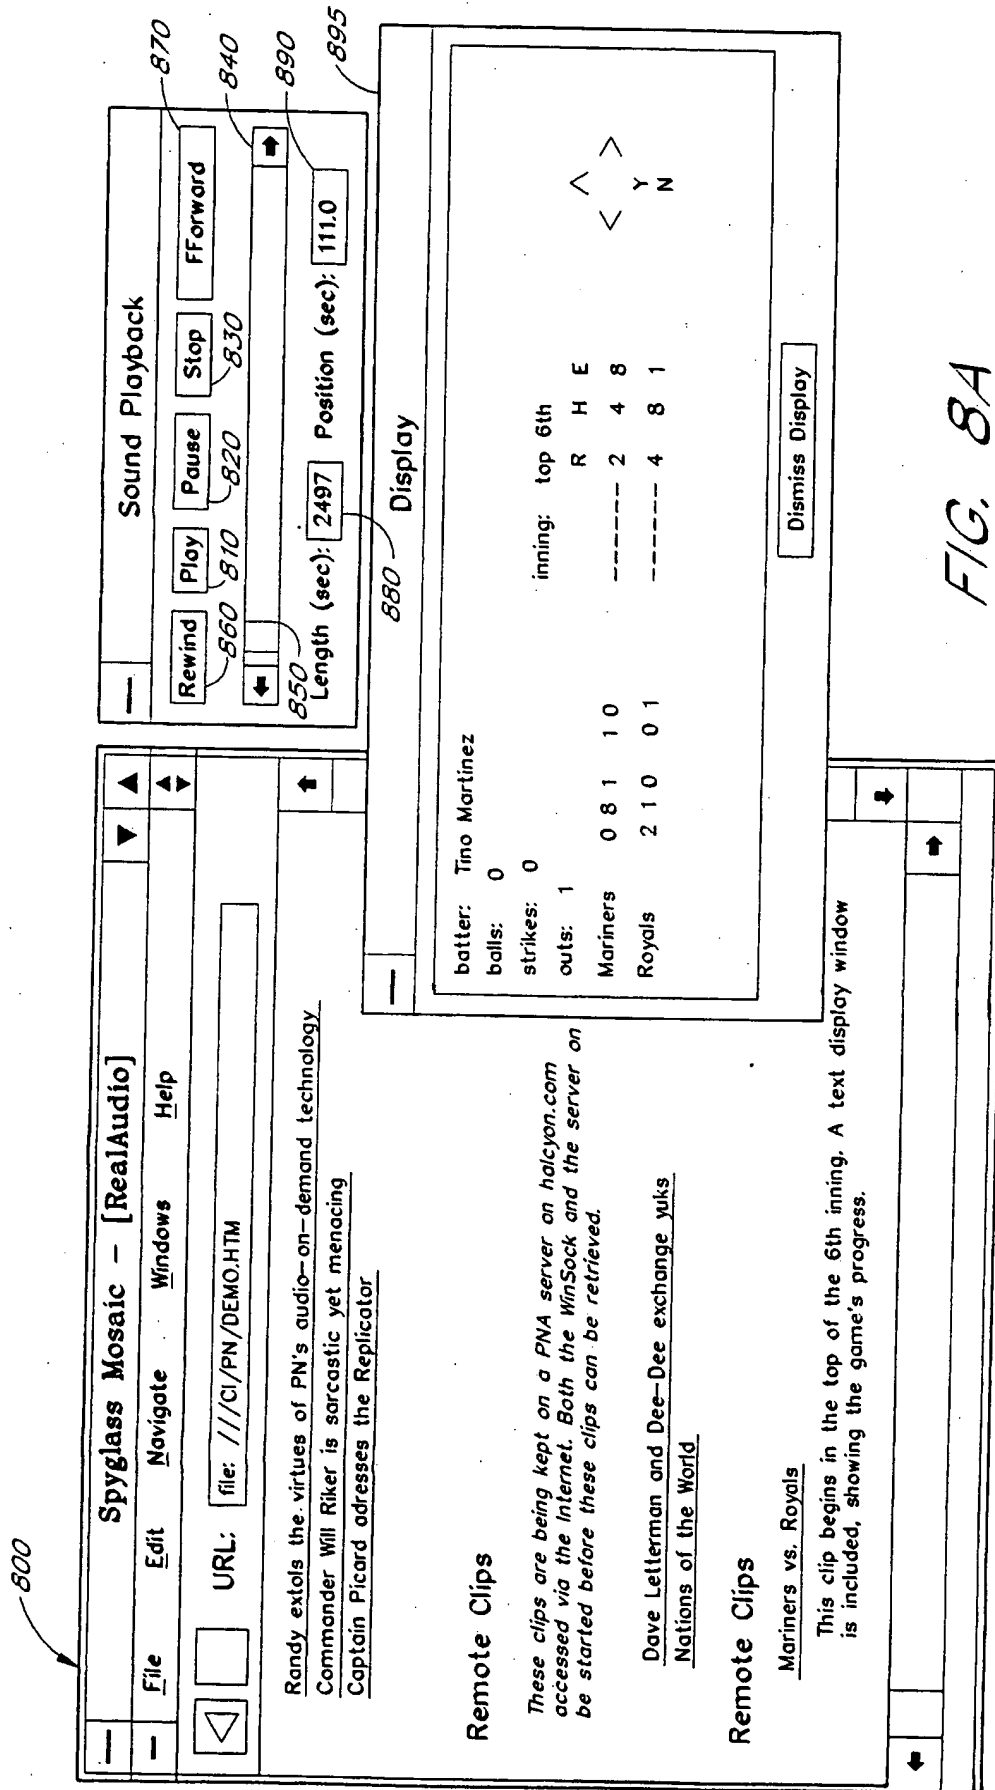 800
Spyglass Mosaic — [RealAudio]
File Edit Navigate Windows Help
URL: file: ///CI/PN/DEMO.HTM
Randy extols the virtues of PN's audio-on-demand technology
Commander Will Riker is sarcastic yet menacing
Captain Picard adresses the Replicator
Remote Clips
These clips are being kept on a PNA server on halcyon.com
accessed via the Internet. Both the WinSock and the server on
be started before these clips can be retrieved.
Dave Letterman and Dee-Dee exchange yuks
Nations of the World
Remote Clips
Mariners vs. Royals
This clip begins in the top of the 6th inning. A text display window
is included, showing the game's progress.
Sound Playback
Rewind Play Pause Stop FForward
860 810 820 830 870
840
850
Length (sec): 2497 Position (sec): 111.0
880 890
895
Display
batter: Tino Martinez
balls: 0
strikes: 0
outs: 1 inning: top 6th
R H E
Mariners 0 8 1 1 0 ------ 2 4 8
Royals 2 1 0 0 1 ------ 4 8 1
< ^ >
Y
N
Dismiss Display
FIG. 8A